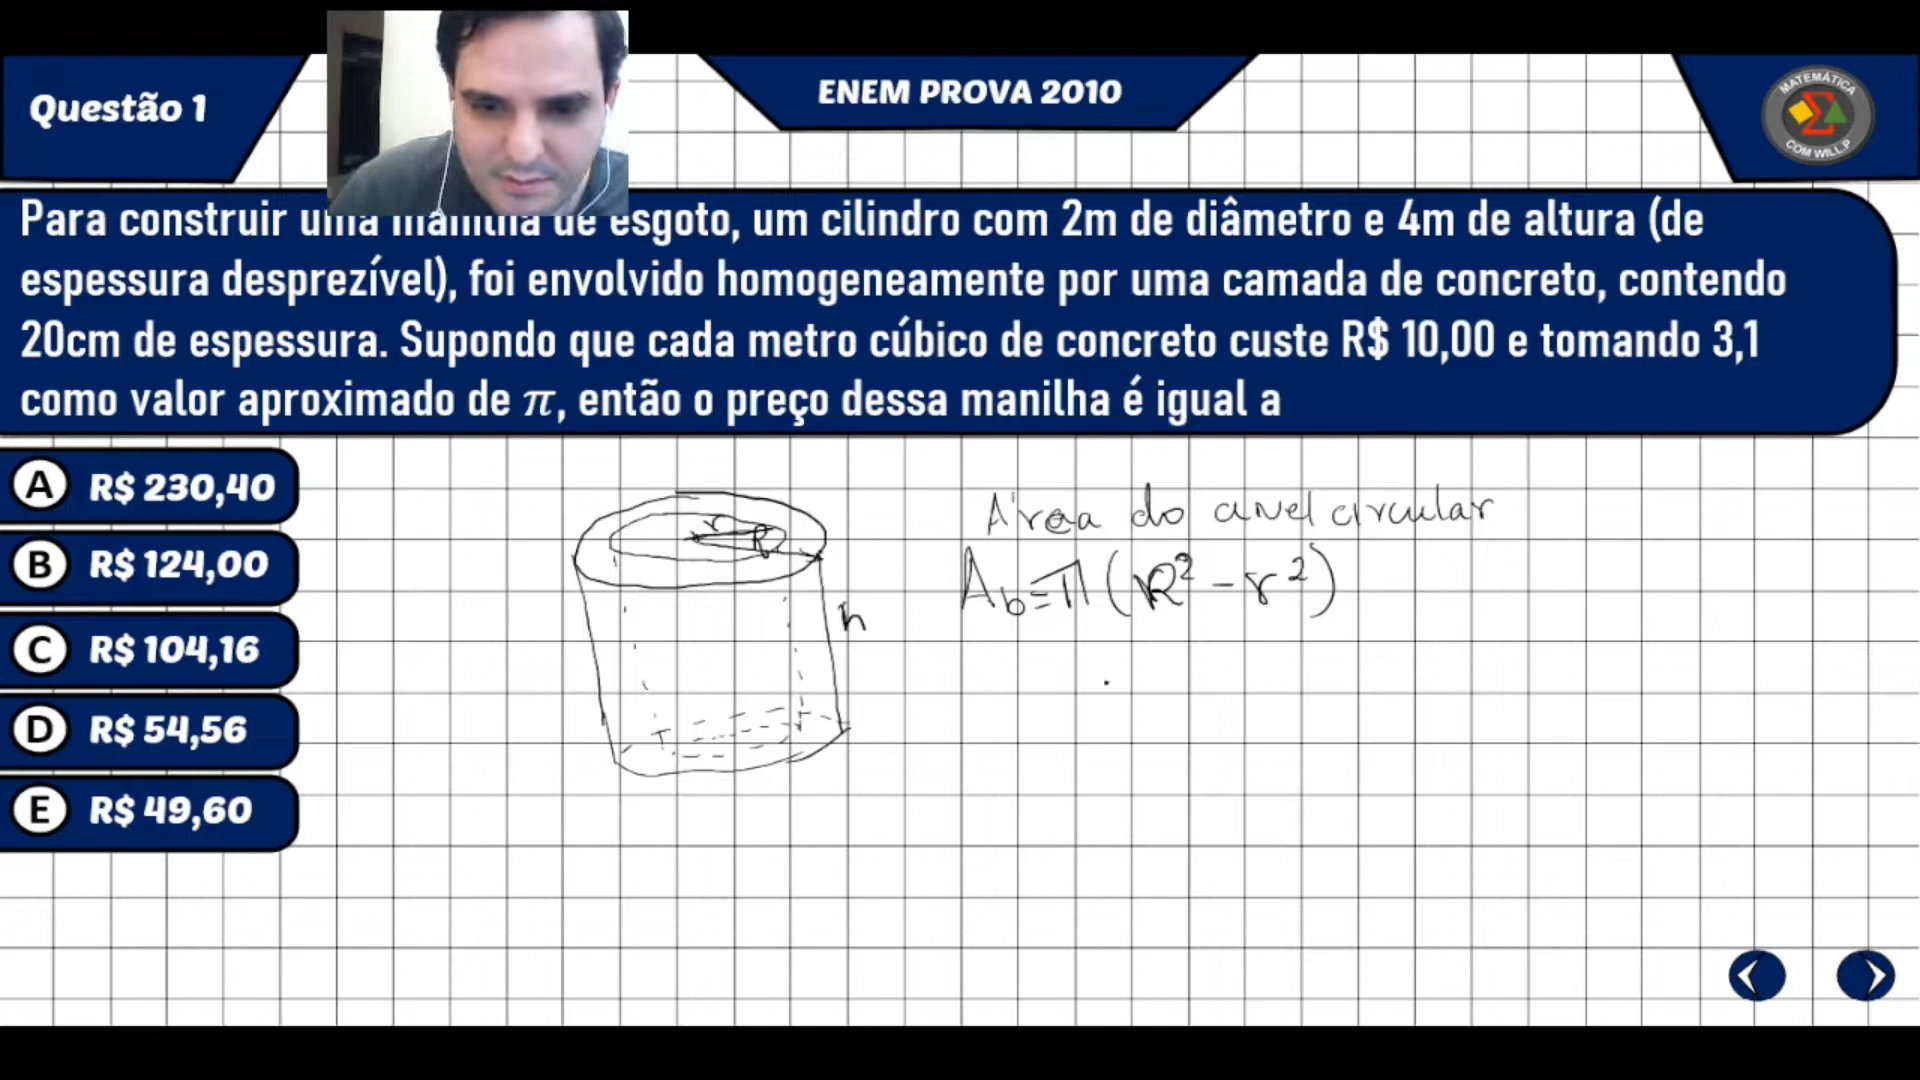 Questão 1
ENEM PROVA 2010
MATEMÁTICA
COM WILL.P
Para construir uma manilha de esgoto, um cilindro com 2m de diâmetro e 4m de altura (de
espessura desprezível), foi envolvido homogeneamente por uma camada de concreto, contendo
20cm de espessura. Supondo que cada metro cúbico de concreto custe R$ 10,00 e tomando 3,1
como valor aproximado de π, então o preço dessa manilha é igual a
A R$ 230,40
B R$ 124,00
C R$ 104,16
D R$ 54,56
E R$ 49,60
r
R
h
Área do anel circular
Ab=π(R²-r²)